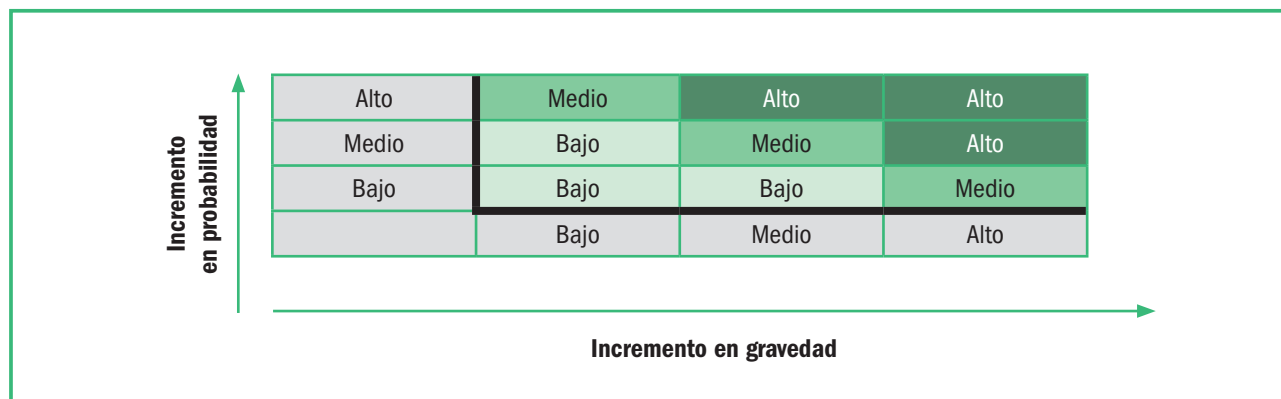 Incremento
en probabilidad
Alto Medio Alto Alto
Medio Bajo Medio Alto
Bajo Bajo Bajo Medio
Bajo Medio Alto
Incremento en gravedad